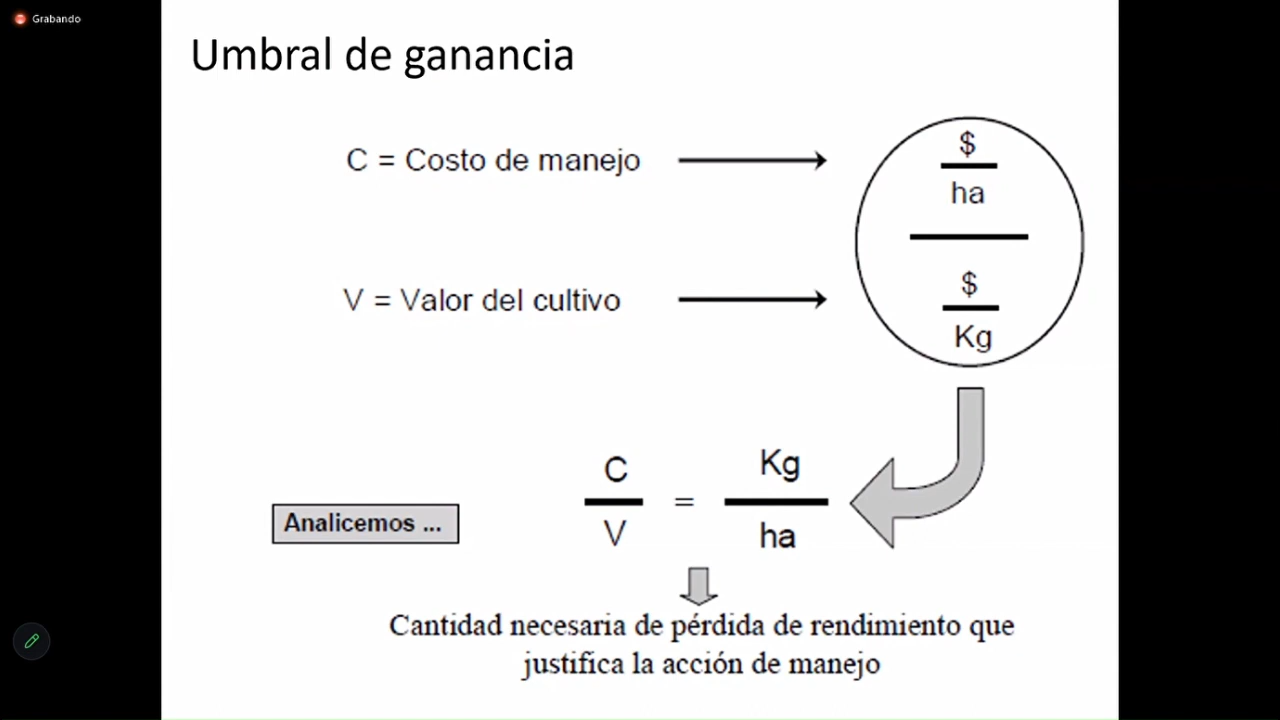 Grabando
Umbral de ganancia
C = Costo de manejo
$
ha
V = Valor del cultivo
$
Kg
C
V
=
Kg
ha
Analicemos ...
Cantidad necesaria de pérdida de rendimiento que
justifica la acción de manejo